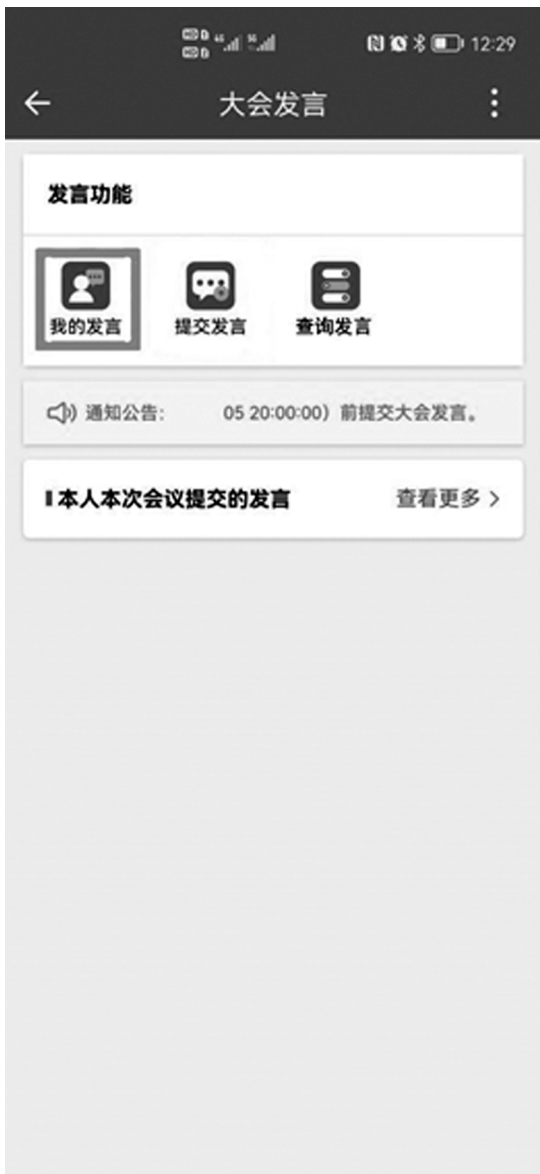 12:29
大会发言
发言功能
我的发言 提交发言 查询发言
通知公告: 05 20:00:00）前提交大会发言。
本人本次会议提交的发言 查看更多